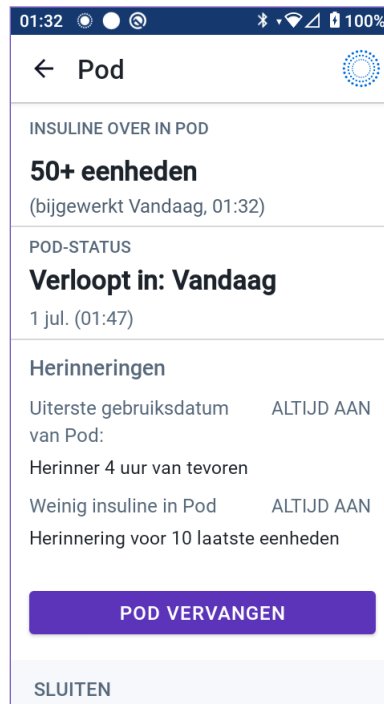 01:32 100%
Pod
INSULINE OVER IN POD
50+ eenheden
(bijgewerkt Vandaag, 01:32)
POD-STATUS
Verloopt in: Vandaag
1 jul. (01:47)
Herinneringen
Uiterste gebruiksdatum ALTIJD AAN
van Pod:
Herinner 4 uur van tevoren
Weinig insuline in Pod ALTIJD AAN
Herinnering voor 10 laatste eenheden
POD VERVANGEN
SLUITEN